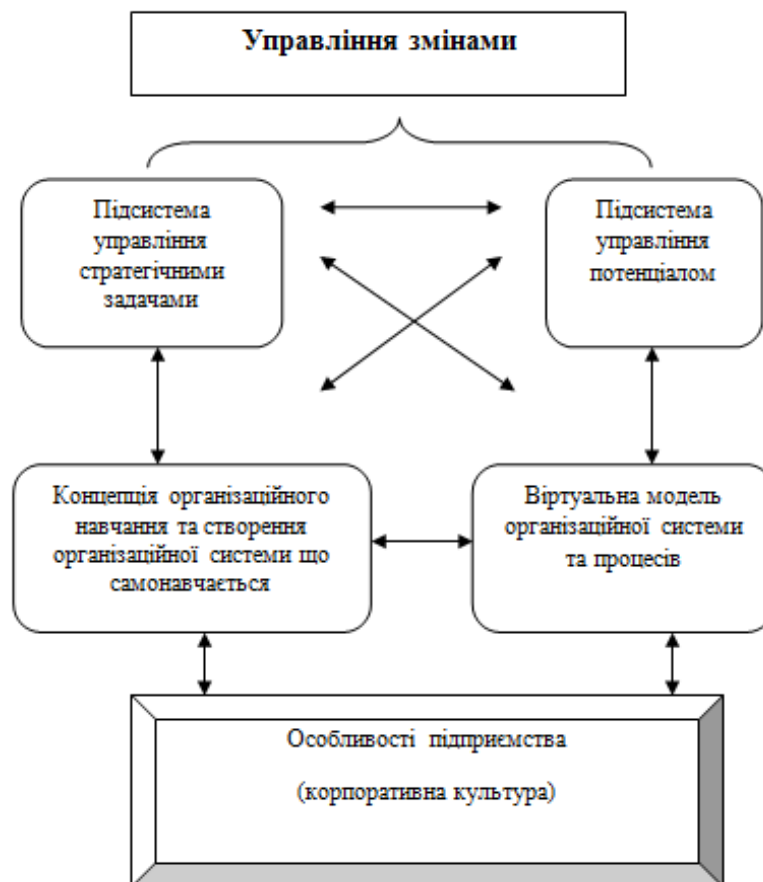 Управління змінами
Підсистема
управління
стратегічними
задачами
Підсистема
управління
потенціалом
Концепція організаційного
навчання та створення
організаційної системи що
самонавчається
Віртуальна модель
організаційної системи
та процесів
Особливості підприємства
(корпоративна культура)